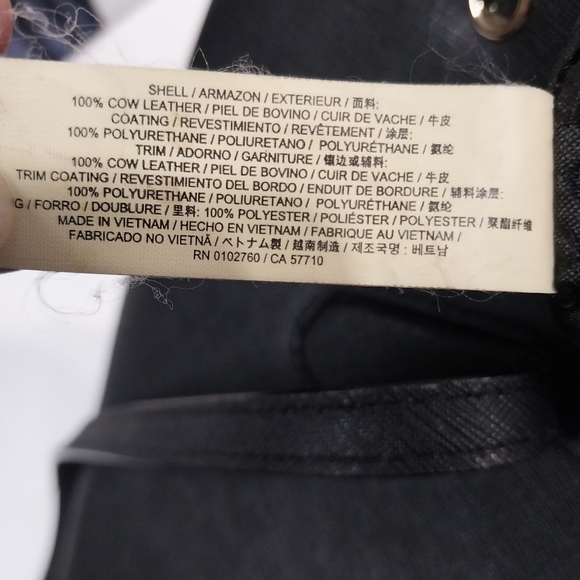 SHELL / ARMAZON / EXTERIEUR / 面料:
100% COW LEATHER / PIEL DE BOVINO / CUIR DE VACHE / 牛皮
COATING / REVESTIMIENTO / REVÊTEMENT / 涂层:
100% POLYURETHANE / POLIURETANO / POLYURÉTHANE / 氨纶
TRIM / ADORNO / GARNITURE / 镶边或辅料:
100% COW LEATHER / PIEL DE BOVINO / CUIR DE VACHE / 牛皮
TRIM COATING / REVESTIMIENTO DEL BORDO / ENDUIT DE BORDURE / 辅料涂层:
100% POLYURETHANE / POLIURETANO / POLYURÉTHANE / 氨纶
G / FORRO / DOUBLURE / 里料: 100% POLYESTER / POLIÉSTER / POLYESTER / 聚酯纤维
MADE IN VIETNAM / HECHO EN VIETNAM / FABRIQUE AU VIETNAM /
FABRICADO NO VIETNÃ / ベトナム製 / 越南制造 / 제조국명 : 베트남
RN 0102760 / CA 57710